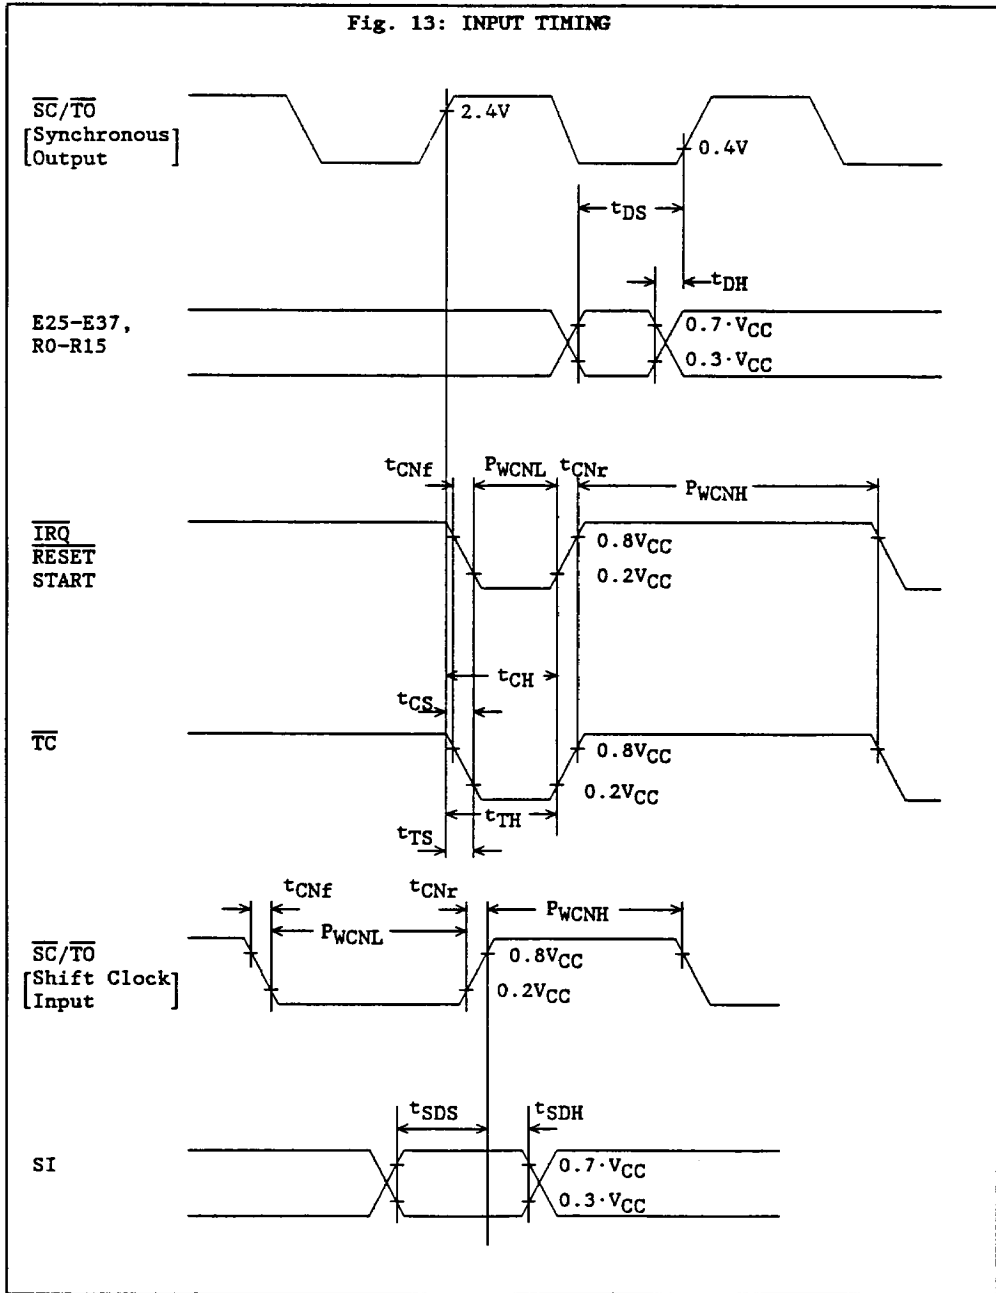 Fig. 13: INPUT TIMING
SC/TO
[Synchronous
Output]
2.4V
0.4V
tDS
tDH
E25-E37,
R0-R15
0.7·VCC
0.3·VCC
tCNf
PWCNL
tCNr
PWCNH
IRQ
RESET
START
0.8VCC
0.2VCC
tCH
tCS
TC
0.8VCC
0.2VCC
tTH
tTS
tCNf
tCNr
PWCNL
PWCNH
SC/TO
[Shift Clock
Input]
0.8VCC
0.2VCC
tSDS
tSDH
SI
0.7·VCC
0.3·VCC